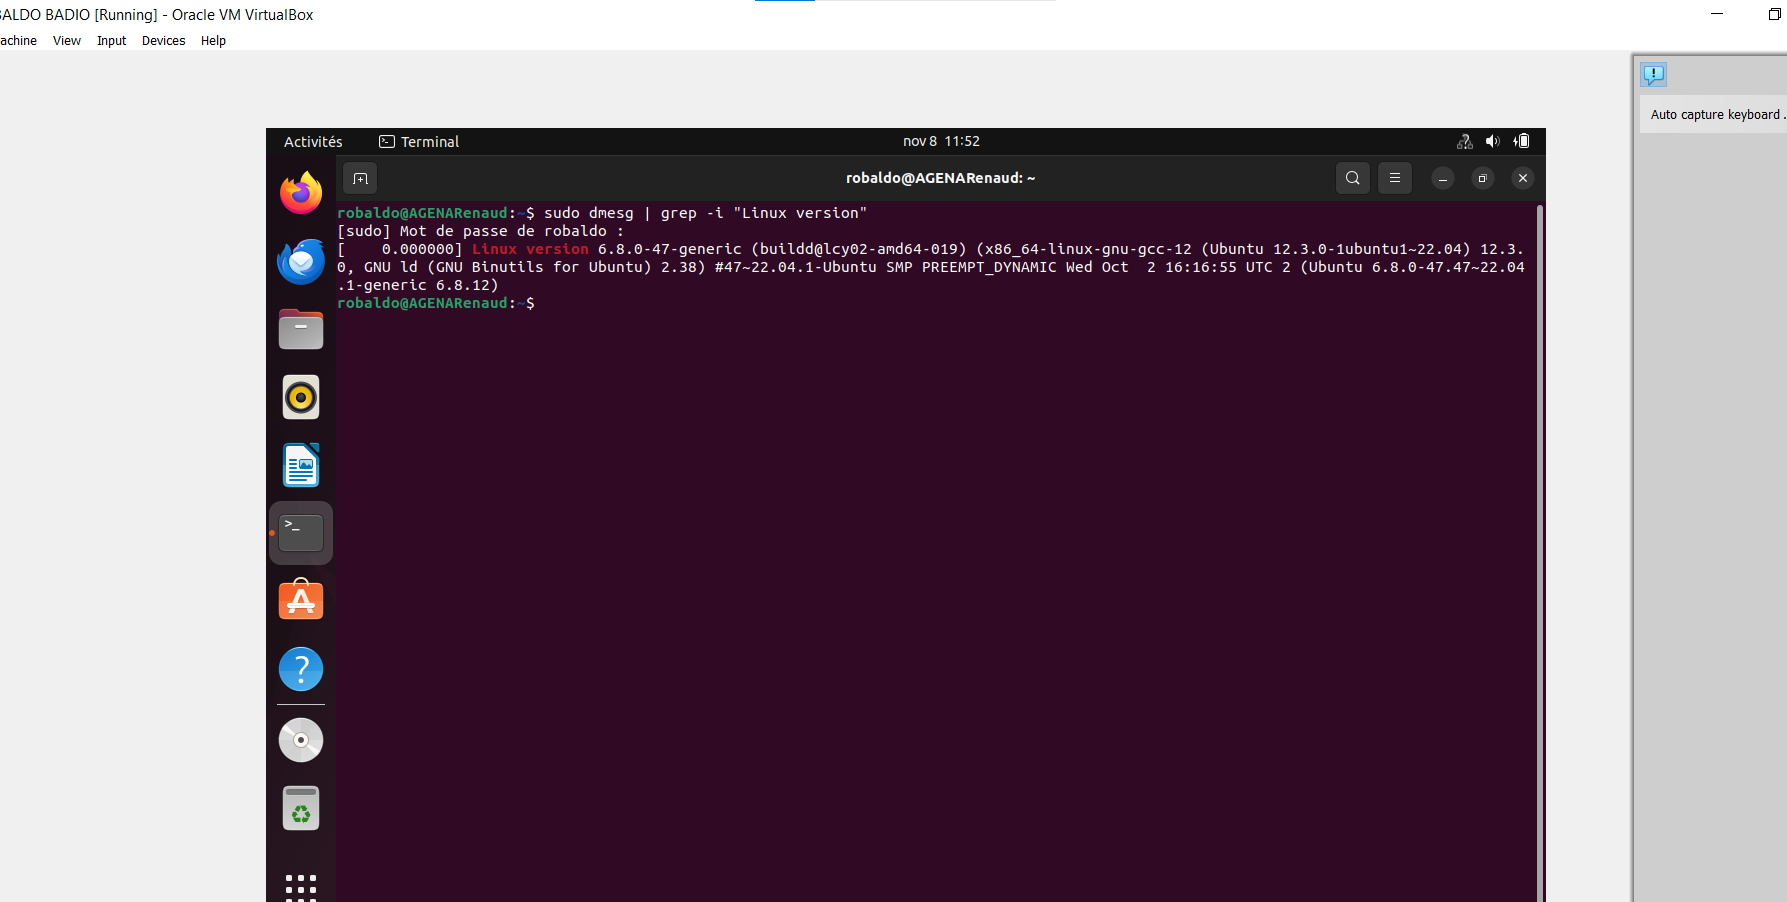 BALDO BADIO [Running] - Oracle VM VirtualBox
achine View Input Devices Help
Auto capture keyboard .
Activités Terminal nov 8 11:52
robaldo@AGENARenaud: ~
robaldo@AGENARenaud:~$ sudo dmesg | grep -i "Linux version"
[sudo] Mot de passe de robaldo :
[    0.000000] Linux version 6.8.0-47-generic (buildd@lcy02-amd64-019) (x86_64-linux-gnu-gcc-12 (Ubuntu 12.3.0-1ubuntu1~22.04) 12.3.
0, GNU ld (GNU Binutils for Ubuntu) 2.38) #47~22.04.1-Ubuntu SMP PREEMPT_DYNAMIC Wed Oct  2 16:16:55 UTC 2 (Ubuntu 6.8.0-47.47~22.04
.1-generic 6.8.12)
robaldo@AGENARenaud:~$